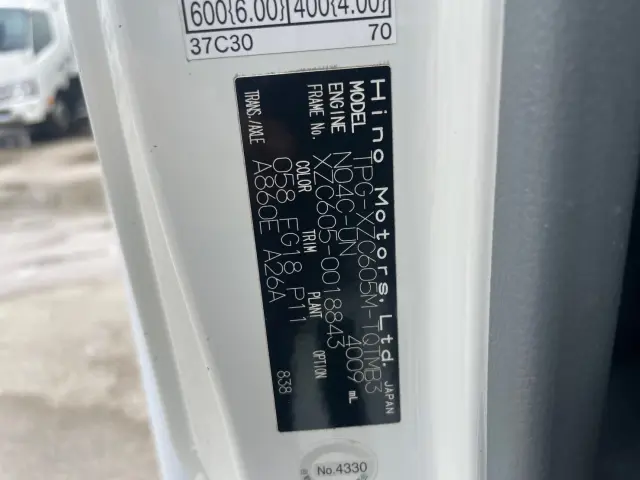 600{6.00} 400{4.00}
37C30 70
Hino Motors, Ltd. JAPAN
MODEL TPG-XZC605M-TQTMB3
ENGINE N04C-UN 4009 mL
FRAME No. XZC605-0018843
COLOR TRIM PLANT OPTION
058 FG18 P11
TRANS./AXLE A860E A26A 838
No.4330